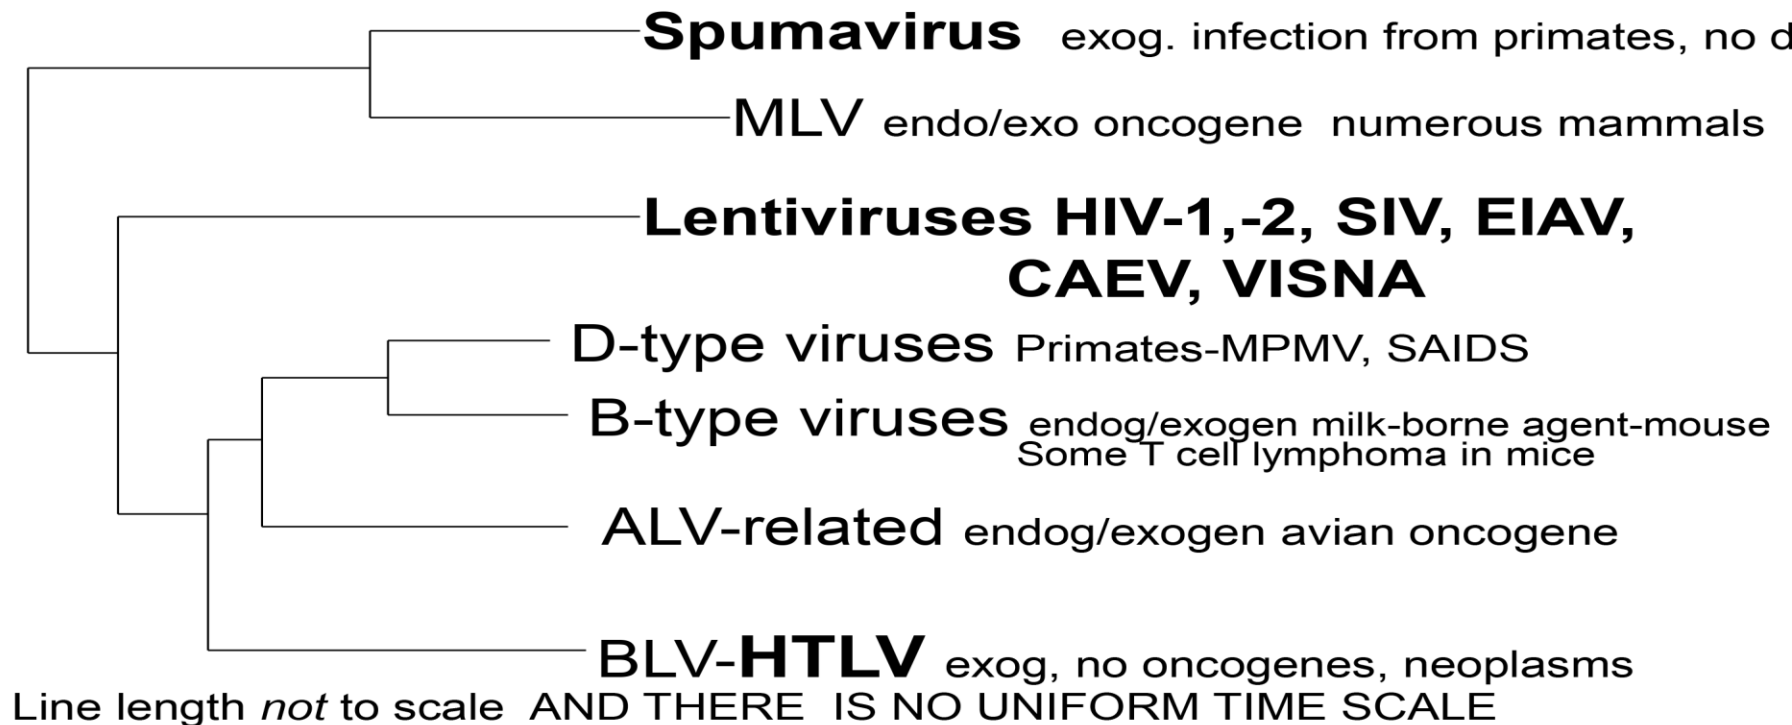 Spumavirus exog. infection from primates, no d
MLV endo/exo oncogene numerous mammals
Lentiviruses HIV-1,-2, SIV, EIAV,
CAEV, VISNA
D-type viruses Primates-MPMV, SAIDS
B-type viruses endog/exogen milk-borne agent-mouse
Some T cell lymphoma in mice
ALV-related endog/exogen avian oncogene
BLV-HTLV exog, no oncogenes, neoplasms
Line length not to scale AND THERE IS NO UNIFORM TIME SCALE